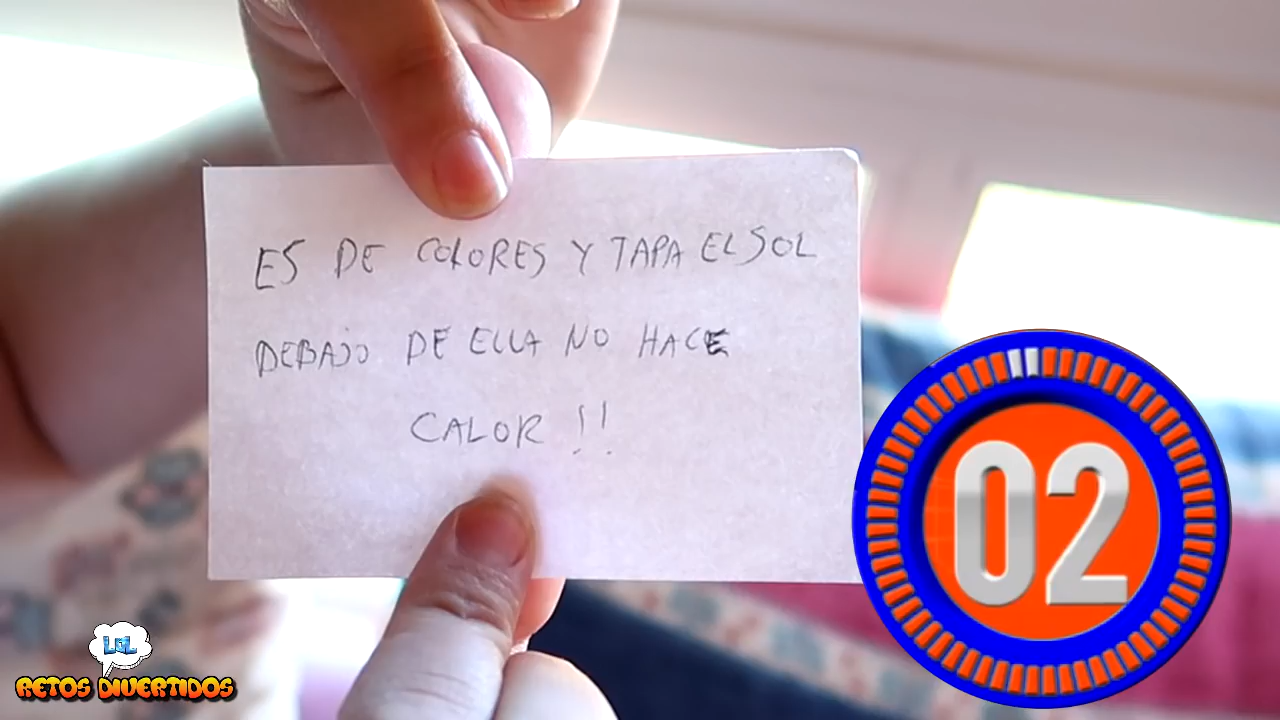 ES DE COLORES Y TAPA EL SOL
DEBAJO DE ELLA NO HACE
CALOR !!
02
LOL
RETOS DIVERTIDOS